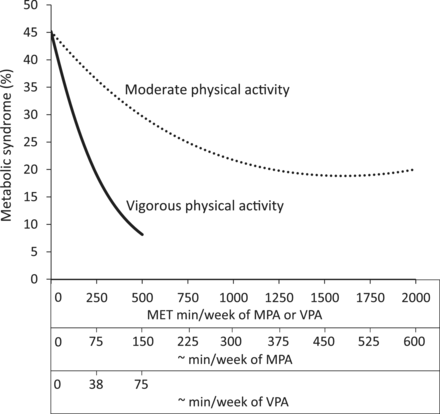 Metabolic syndrome (%)
50
45
40
35
30
25
20
15
10
5
0
Moderate physical activity
Vigorous physical activity
0 250 500 750 1000 1250 1500 1750 2000
MET min/week of MPA or VPA
0 75 150 225 300 375 450 525 600
~ min/week of MPA
0 38 75
~ min/week of VPA